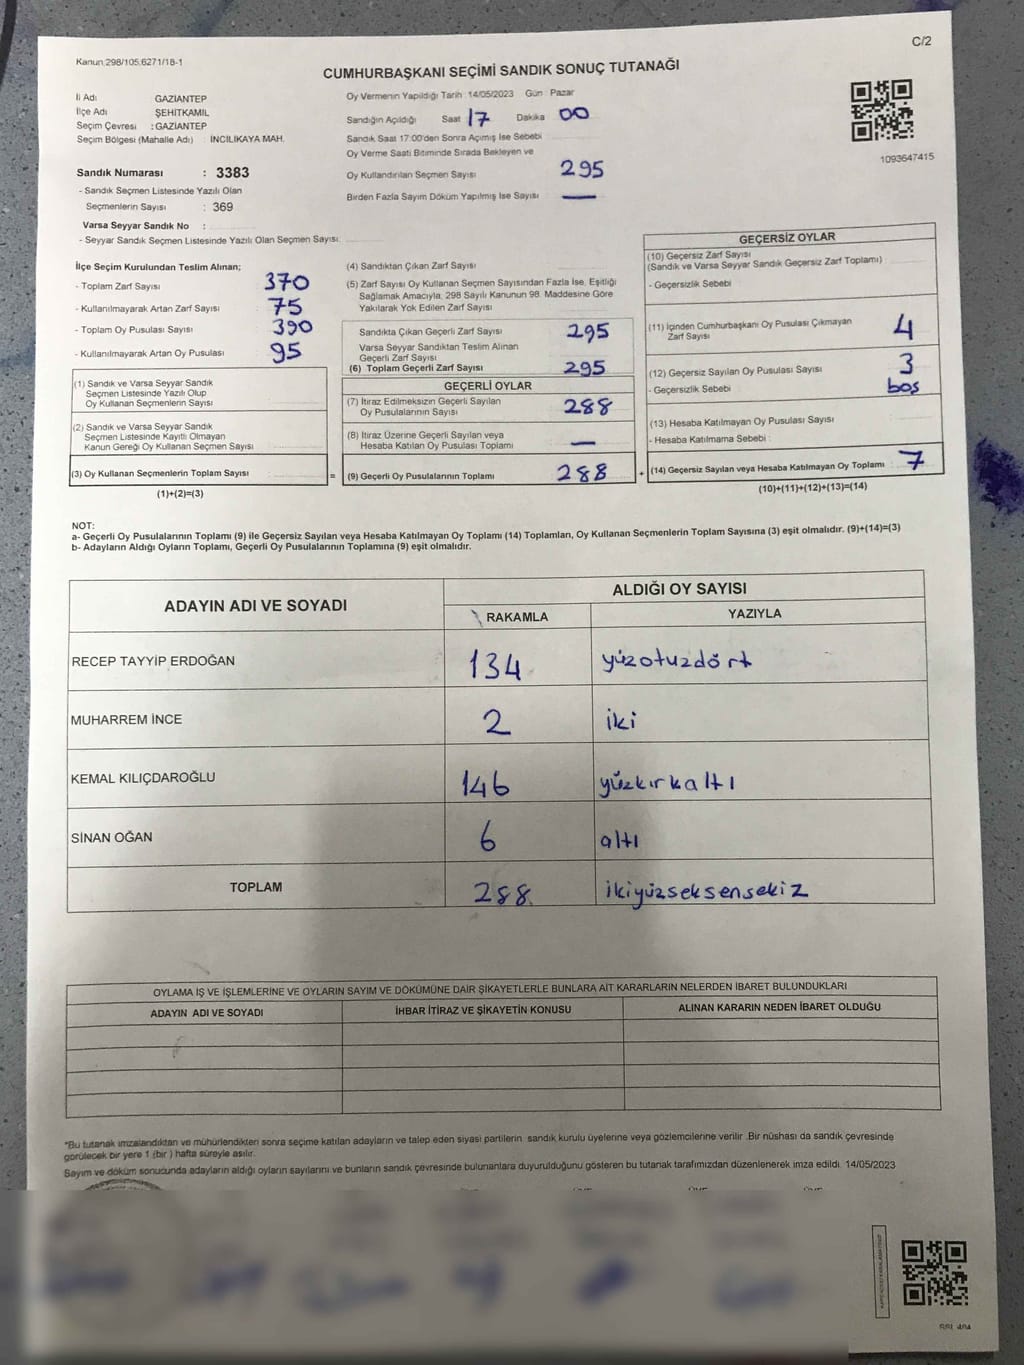 C/2
Kanun:298/105.6271/18-1
CUMHURBAŞKANI SEÇİMİ SANDIK SONUÇ TUTANAĞI
İl Adı GAZİANTEP
İlçe Adı ŞEHİTKAMİL
Seçim Çevresi : GAZİANTEP
Seçim Bölgesi (Mahalle Adı) : İNCİLİKAYA MAH.
Sandık Numarası : 3383
- Sandık Seçmen Listesinde Yazılı Olan
Seçmenlerin Sayısı : 369
Varsa Seyyar Sandık No :
- Seyyar Sandık Seçmen Listesinde Yazılı Olan Seçmen Sayısı:
Oy Vermenin Yapıldığı Tarih : 14/05/2023 Gün : Pazar
Sandığın Açıldığı Saat 17 Dakika 00
Sandık Saat 17:00'den Sonra Açılmış İse Sebebi
Oy Verme Saati Bitiminde Sırada Bekleyen ve
Oy Kullandırılan Seçmen Sayısı 295
Birden Fazla Sayım Döküm Yapılmış İse Sayısı —
1093647415
İlçe Seçim Kurulundan Teslim Alınan;
- Toplam Zarf Sayısı 370
- Kullanılmayarak Artan Zarf Sayısı 75
- Toplam Oy Pusulası Sayısı 390
- Kullanılmayarak Artan Oy Pusulası 95
(1) Sandık ve Varsa Seyyar Sandık
Seçmen Listesinde Yazılı Olup
Oy Kullanan Seçmenlerin Sayısı
(2) Sandık ve Varsa Seyyar Sandık
Seçmen Listesinde Kayıtlı Olmayan
Kanun Gereği Oy Kullanan Seçmen Sayısı
(3) Oy Kullanan Seçmenlerin Toplam Sayısı =
(1)+(2)=(3)
(4) Sandıktan Çıkan Zarf Sayısı
(5) Zarf Sayısı Oy Kullanan Seçmen Sayısından Fazla İse, Eşitliği
Sağlamak Amacıyla, 298 Sayılı Kanunun 98. Maddesine Göre
Yakılarak Yok Edilen Zarf Sayısı
Sandıkta Çıkan Geçerli Zarf Sayısı 295
Varsa Seyyar Sandıktan Teslim Alınan
Geçerli Zarf Sayısı
(6) Toplam Geçerli Zarf Sayısı 295
GEÇERLİ OYLAR
(7) İtiraz Edilmeksizin Geçerli Sayılan
Oy Pusulalarının Sayısı 288
(8) İtiraz Üzerine Geçerli Sayılan veya
Hesaba Katılan Oy Pusulası Toplamı —
(9) Geçerli Oy Pusulalarının Toplamı 288 +
GEÇERSİZ OYLAR
(10) Geçersiz Zarf Sayısı
(Sandık ve Varsa Seyyar Sandık Geçersiz Zarf Toplamı)
- Geçersizlik Sebebi
(11) İçinden Cumhurbaşkanı Oy Pusulası Çıkmayan
Zarf Sayısı 4
(12) Geçersiz Sayılan Oy Pusulası Sayısı 3
- Geçersizlik Sebebi boş
(13) Hesaba Katılmayan Oy Pusulası Sayısı
- Hesaba Katılmama Sebebi :
(14) Geçersiz Sayılan veya Hesaba Katılmayan Oy Toplamı 7
(10)+(11)+(12)+(13)=(14)
NOT:
a- Geçerli Oy Pusulalarının Toplamı (9) ile Geçersiz Sayılan veya Hesaba Katılmayan Oy Toplamı (14) Toplamları, Oy Kullanan Seçmenlerin Toplam Sayısına (3) eşit olmalıdır. (9)+(14)=(3)
b- Adayların Aldığı Oyların Toplamı, Geçerli Oy Pusulalarının Toplamına (9) eşit olmalıdır.
ADAYIN ADI VE SOYADI ALDIĞI OY SAYISI
RAKAMLA YAZIYLA
RECEP TAYYİP ERDOĞAN 134 yüzotuzdört
MUHARREM İNCE 2 iki
KEMAL KILIÇDAROĞLU 146 yüzkırkaltı
SİNAN OĞAN 6 altı
TOPLAM 288 ikiyüzseksensekiz
OYLAMA İŞ VE İŞLEMLERİNE VE OYLARIN SAYIM VE DÖKÜMÜNE DAİR ŞİKAYETLERLE BUNLARA AİT KARARLARIN NELERDEN İBARET BULUNDUKLARI
ADAYIN ADI VE SOYADI İHBAR İTİRAZ VE ŞİKAYETİN KONUSU ALINAN KARARIN NEDEN İBARET OLDUĞU
*Bu tutanak imzalandıktan ve mühürlendikten sonra seçime katılan adayların ve talep eden siyasi partilerin sandık kurulu üyelerine veya gözlemcilerine verilir .Bir nüshası da sandık çevresinde
görülecek bir yere 1 (bir ) hafta süreyle asılır.
Sayım ve döküm sonucunda adayların aldığı oyların sayılarını ve bunların sandık çevresinde bulunanlara duyurulduğunu gösteren bu tutanak tarafımızdan düzenlenerek imza edildi. 14/05/2023